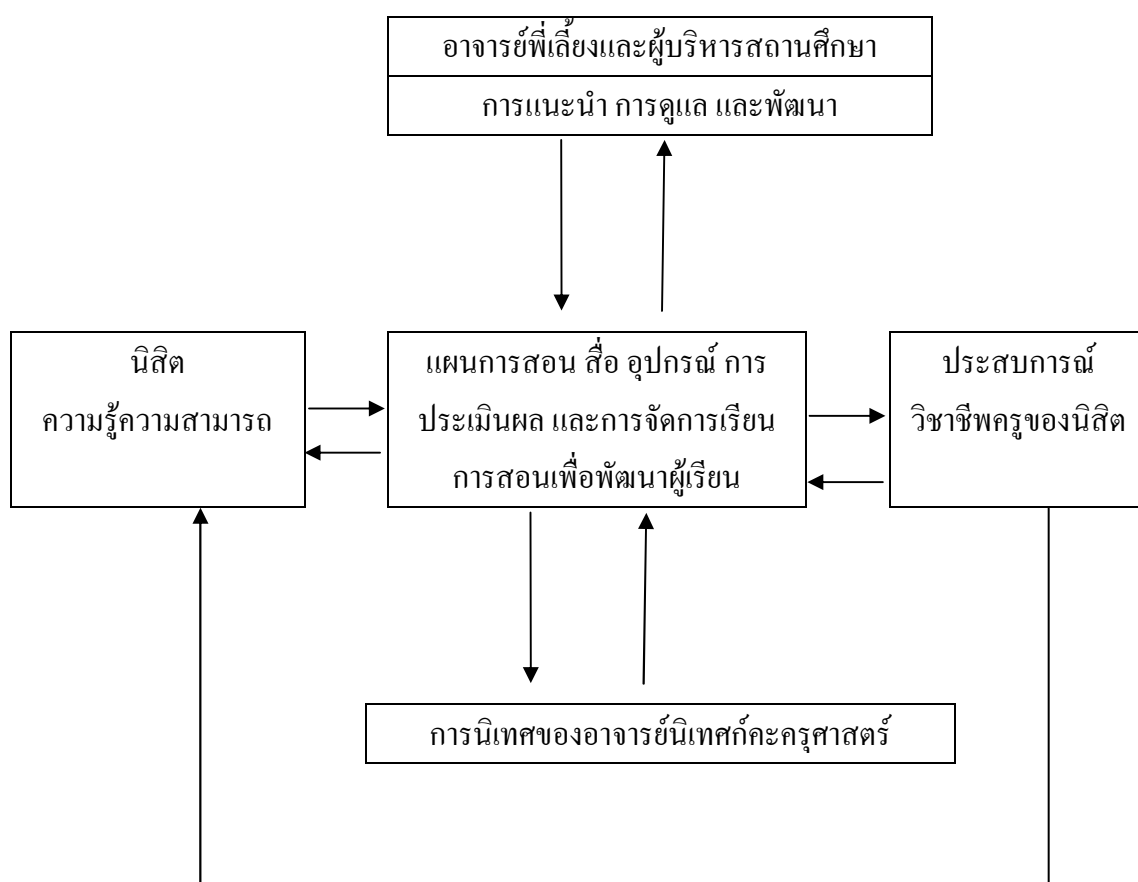 อาจารย์พี่เลี้ยงและผู้บริหารสถานศึกษา
การแนะนำ การดูแล และพัฒนา
นิสิต
ความรู้ความสามารถ
แผนการสอน สื่อ อุปกรณ์ การ
ประเมินผล และการจัดการเรียน
การสอนเพื่อพัฒนาผู้เรียน
ประสบการณ์
วิชาชีพครูของนิสิต
การนิเทศของอาจารย์นิเทศก์คะครุศาสตร์